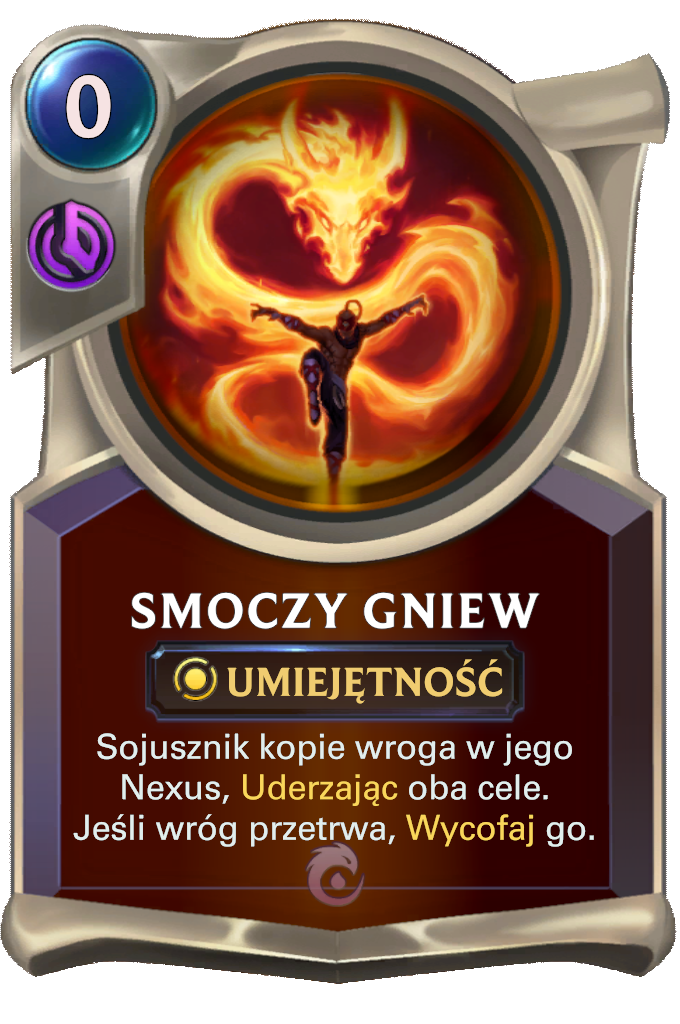 0
SMOCZY GNIEW
UMIEJĘTNOŚĆ
Sojusznik kopie wroga w jego
Nexus, Uderzając oba cele.
Jeśli wróg przetrwa, Wycofaj go.